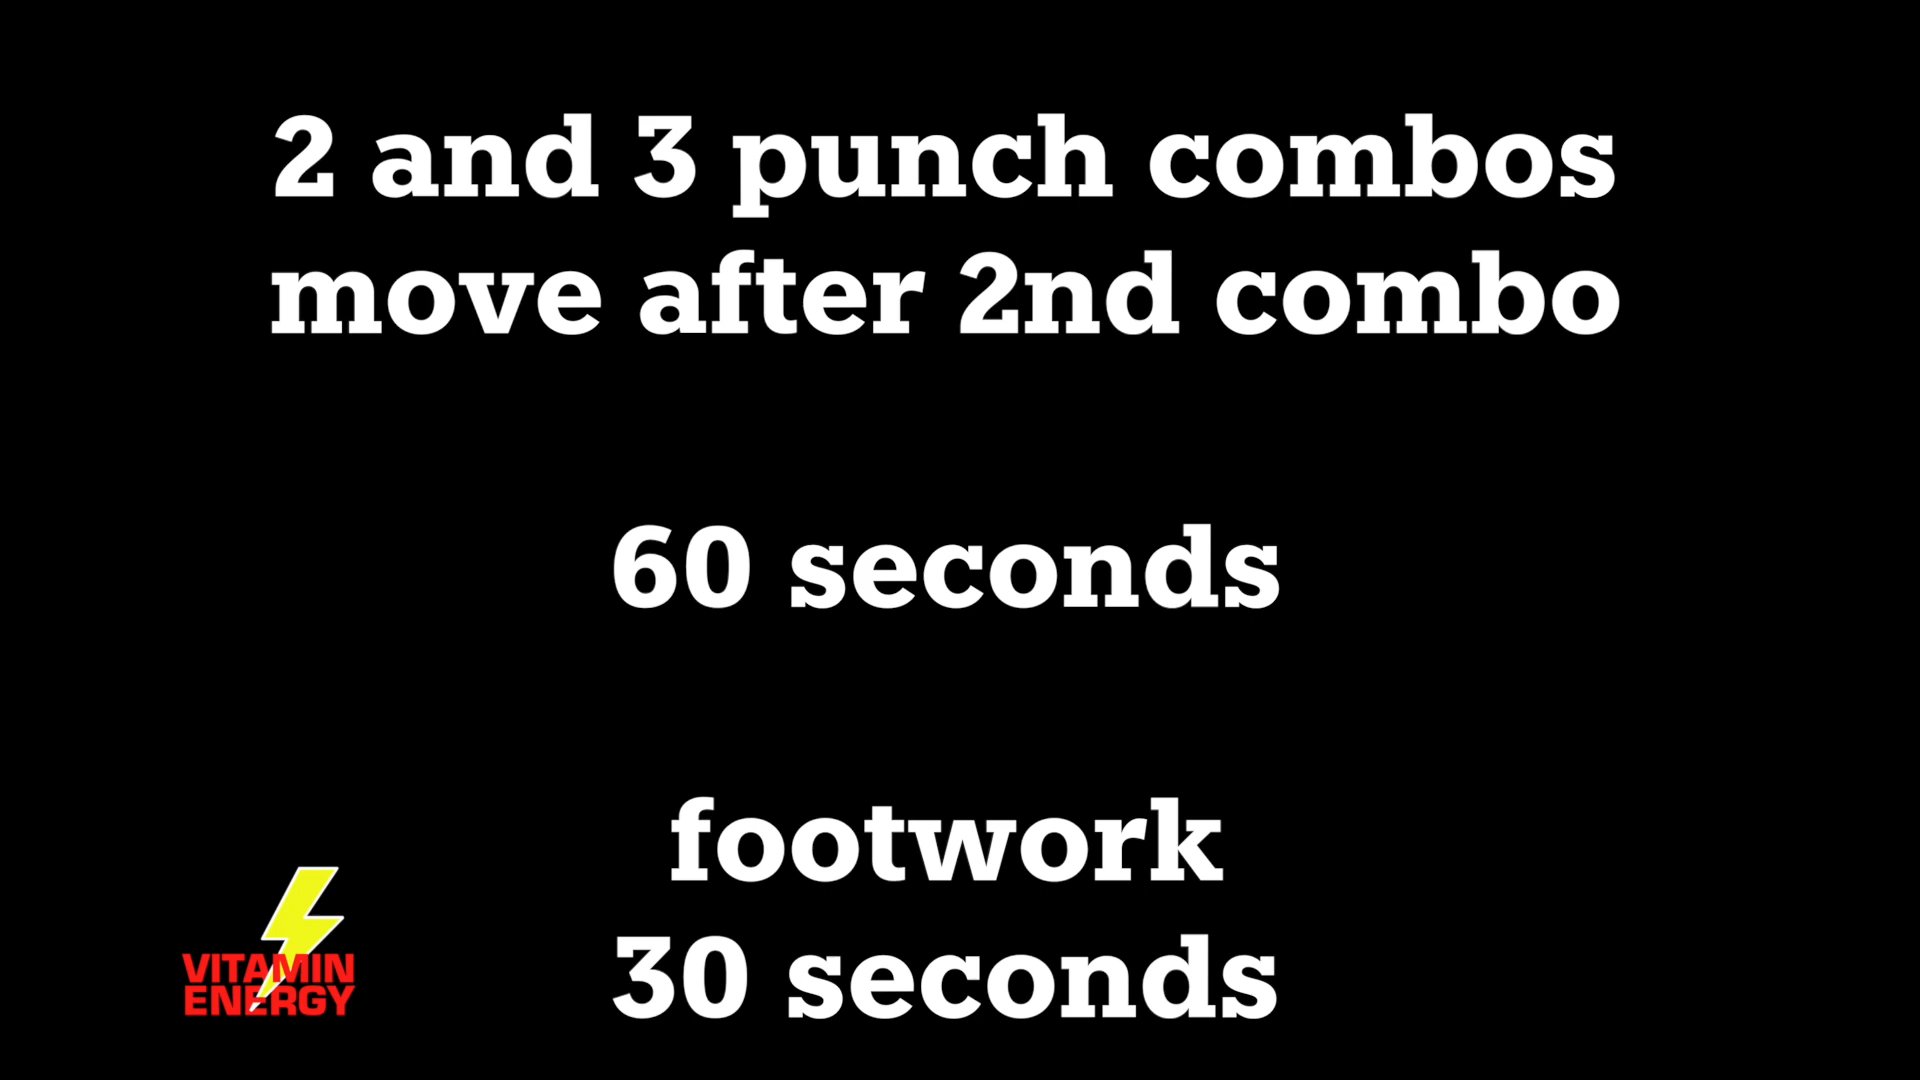 2 and 3 punch combos
move after 2nd combo
60 seconds
footwork
30 seconds
VITAMIN
ENERGY